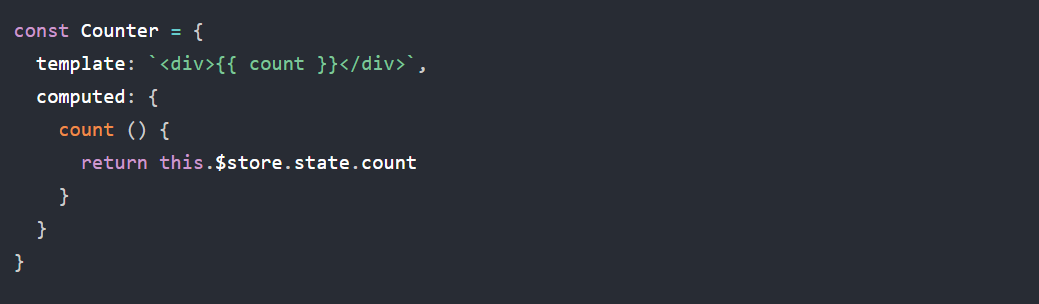 const Counter = {
  template: `<div>{{ count }}</div>`,
  computed: {
    count () {
      return this.$store.state.count
    }
  }
}